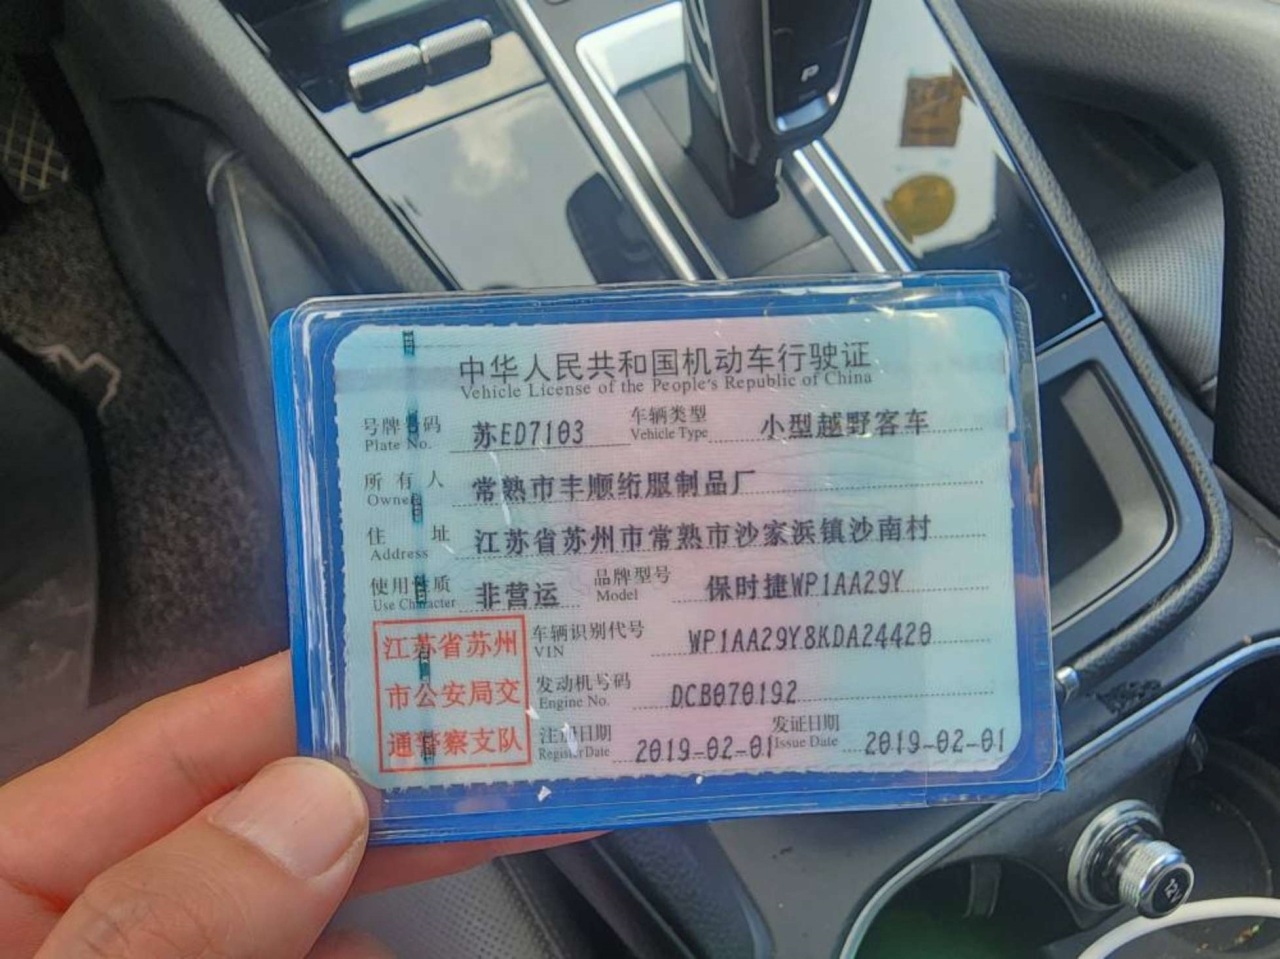 P
中华人民共和国机动车行驶证
Vehicle License of the People's Republic of China
号牌号码 苏ED7103 车辆类型 小型越野客车
Plate No. Vehicle Type
所有人 常熟市丰顺绗服制品厂
Owner
住址 江苏省苏州市常熟市沙家浜镇沙南村
Address
使用性质 非营运 品牌型号 保时捷WP1AA29Y
Use Character Model
江苏省苏州
市公安局交
通警察支队
车辆识别代号 WP1AA29Y8KDA24420
VIN
发动机号码 DCB070192
Engine No.
注册日期 2019-02-01 发证日期 2019-02-01
Register Date Issue Date
12V